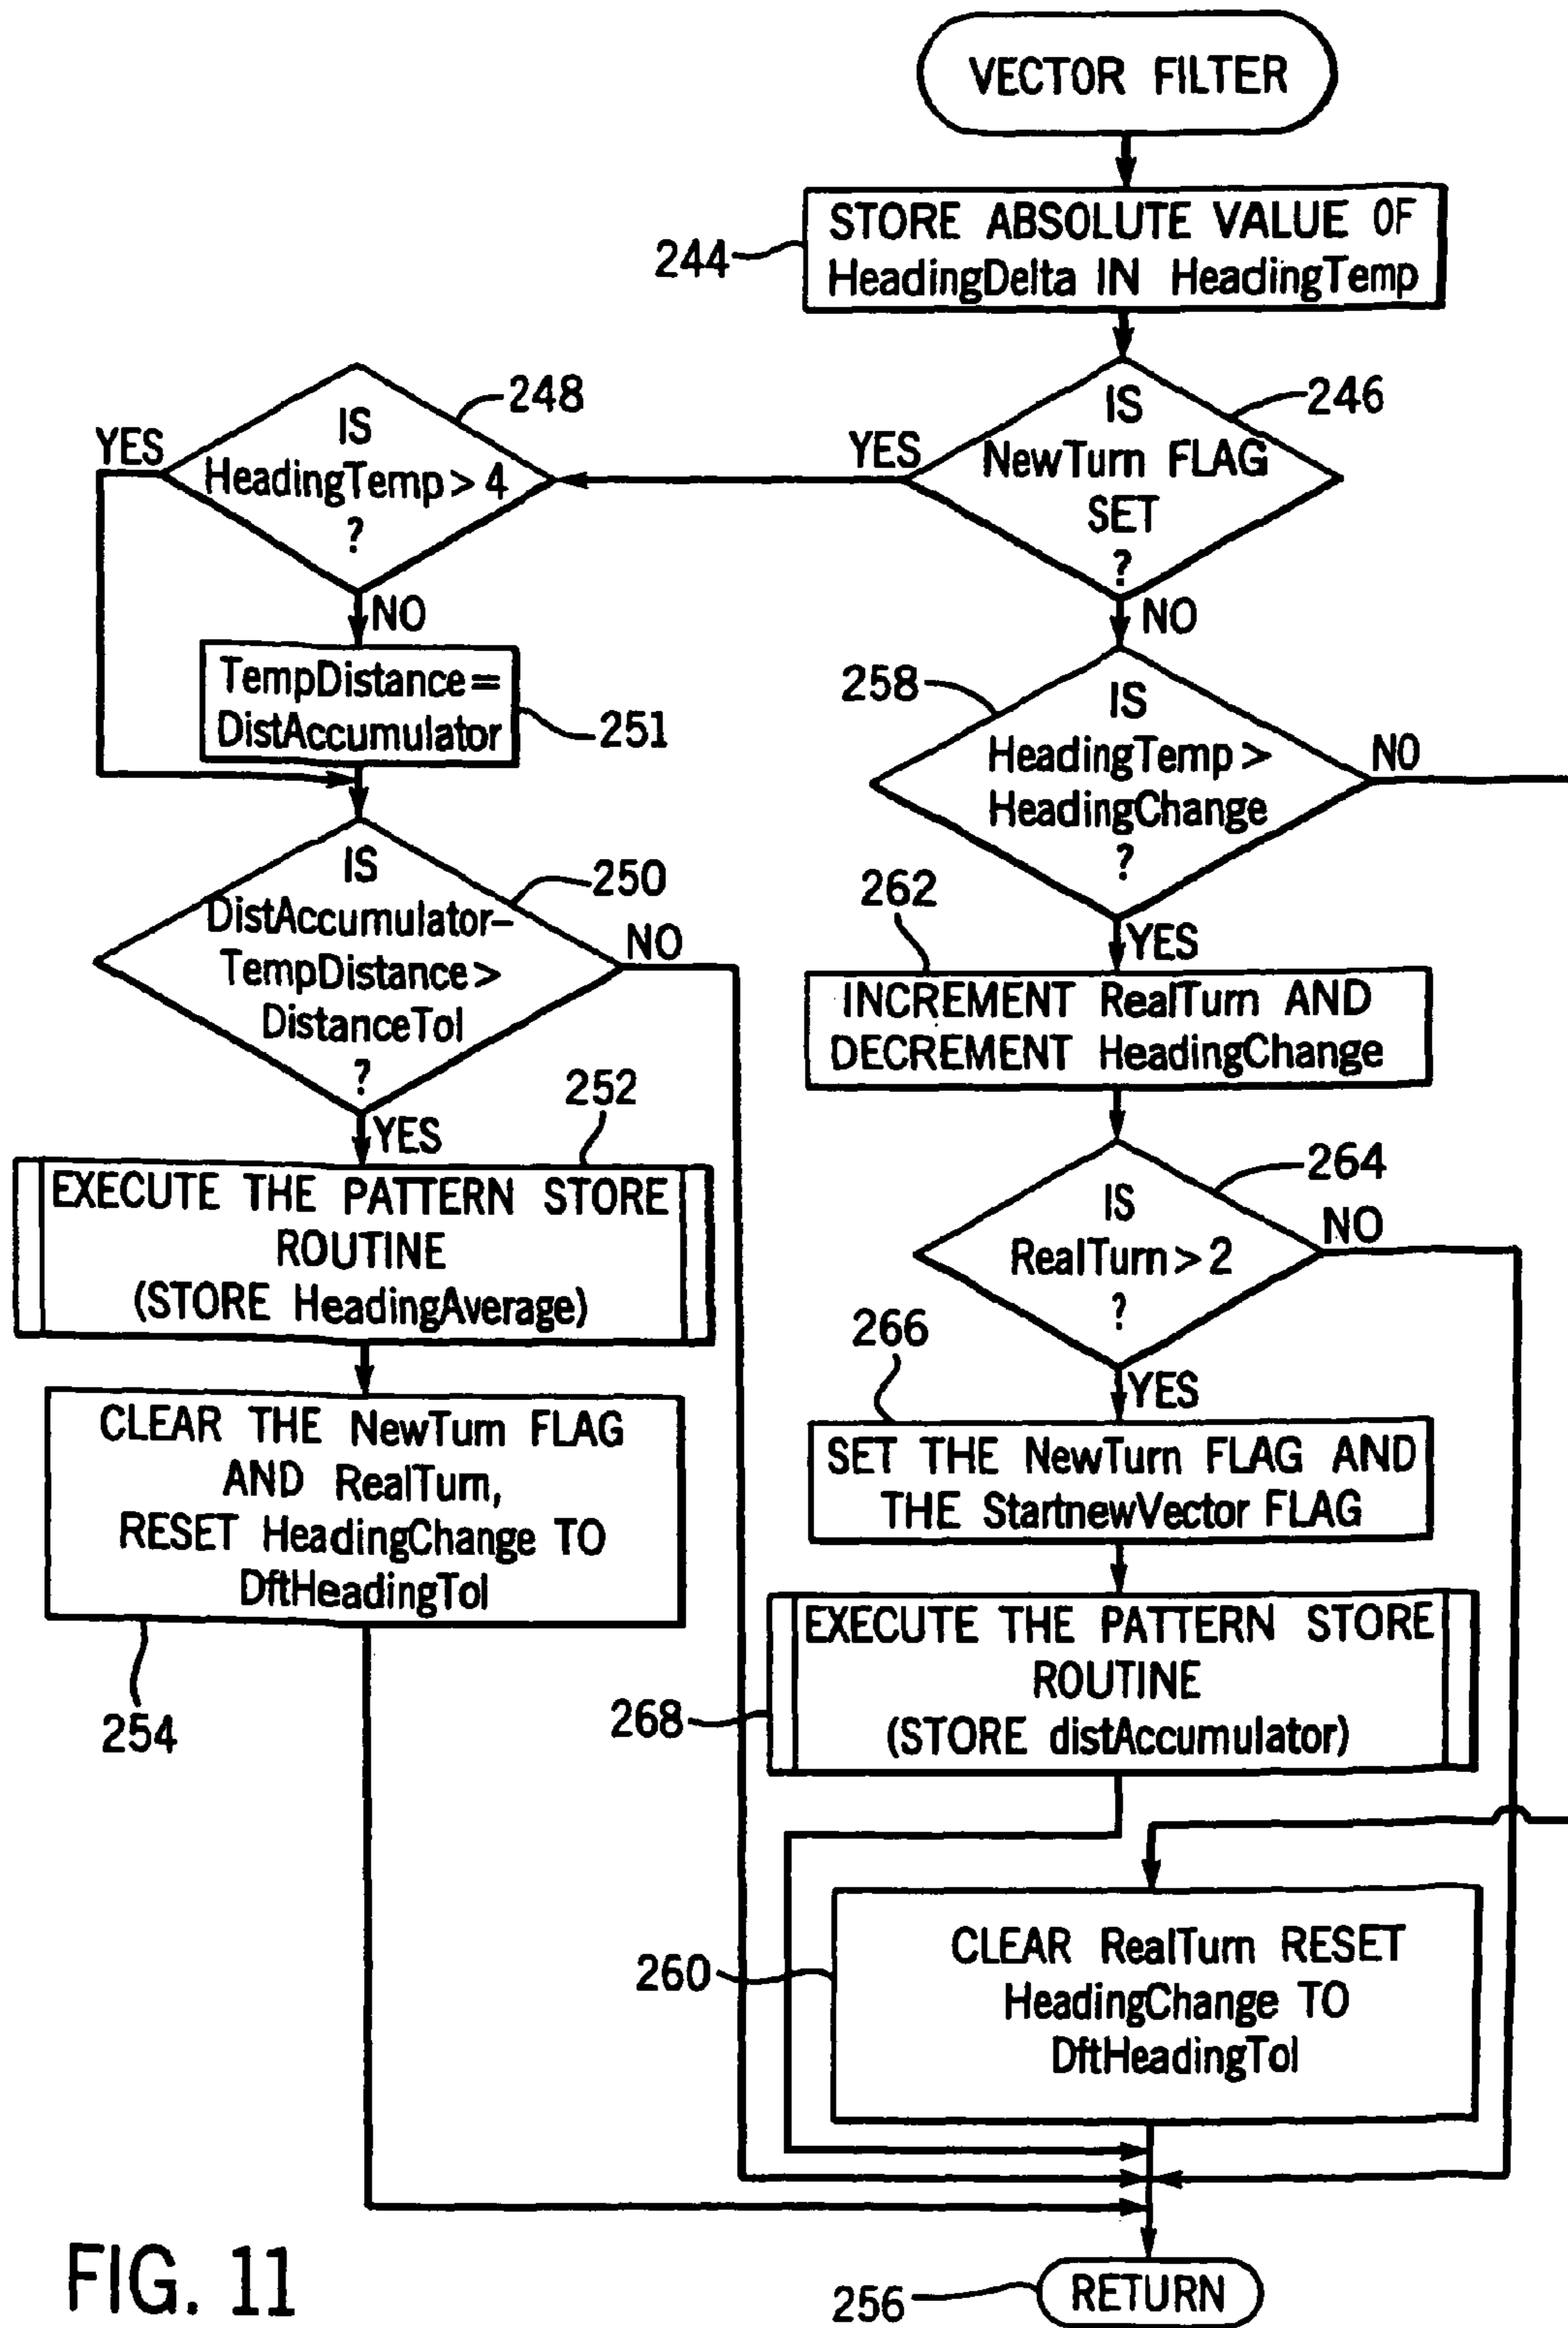 VECTOR FILTER
244
STORE ABSOLUTE VALUE OF
HeadingDelta IN HeadingTemp
246
IS
NewTurn FLAG
SET
?
YES
NO
248
IS
HeadingTemp > 4
?
YES
NO
TempDistance =
DistAccumulator
251
IS
DistAccumulator–
TempDistance >
DistanceTol
?
250
NO
YES
252
EXECUTE THE PATTERN STORE
ROUTINE
(STORE HeadingAverage)
CLEAR THE NewTurn FLAG
AND RealTurn,
RESET HeadingChange TO
DftHeadingTol
254
258
IS
HeadingTemp >
HeadingChange
?
NO
YES
262
INCREMENT RealTurn AND
DECREMENT HeadingChange
264
IS
RealTurn > 2
?
NO
YES
266
SET THE NewTurn FLAG AND
THE StartnewVector FLAG
268
EXECUTE THE PATTERN STORE
ROUTINE
(STORE distAccumulator)
260
CLEAR RealTurn RESET
HeadingChange TO
DftHeadingTol
256
RETURN
FIG. 11